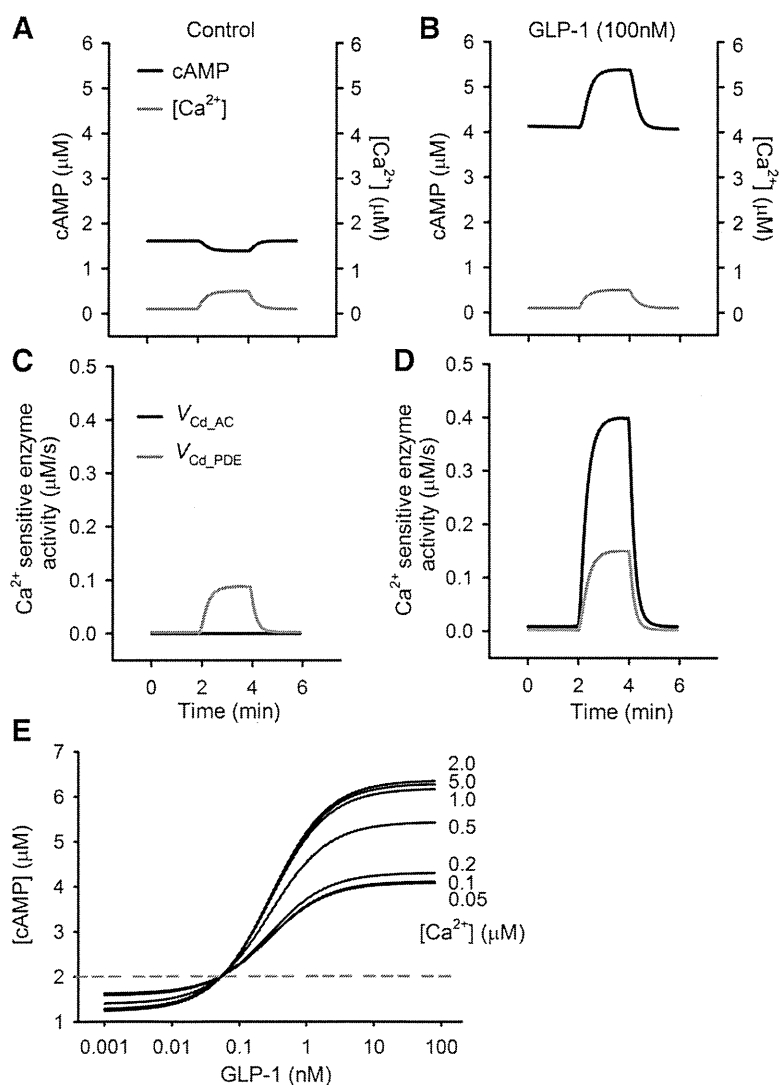 A
Control
6
5
4
3
2
1
0
cAMP (μM)
cAMP
[Ca²⁺]
6
5
4
3
2
1
0
[Ca²⁺] (μM)
B
GLP-1 (100nM)
6
5
4
3
2
1
0
cAMP (μM)
6
5
4
3
2
1
0
[Ca²⁺] (μM)
C
0.5
0.4
0.3
0.2
0.1
0.0
Ca²⁺ sensitive enzyme
activity (μM/s)
V_Cd_AC
V_Cd_PDE
0 2 4 6
Time (min)
D
0.5
0.4
0.3
0.2
0.1
0.0
Ca²⁺ sensitive enzyme
activity (μM/s)
0 2 4 6
Time (min)
E
7
6
5
4
3
2
1
[cAMP] (μM)
2.0
5.0
1.0
0.5
0.2
0.1
0.05
[Ca²⁺] (μM)
0.001 0.01 0.1 1 10 100
GLP-1 (nM)